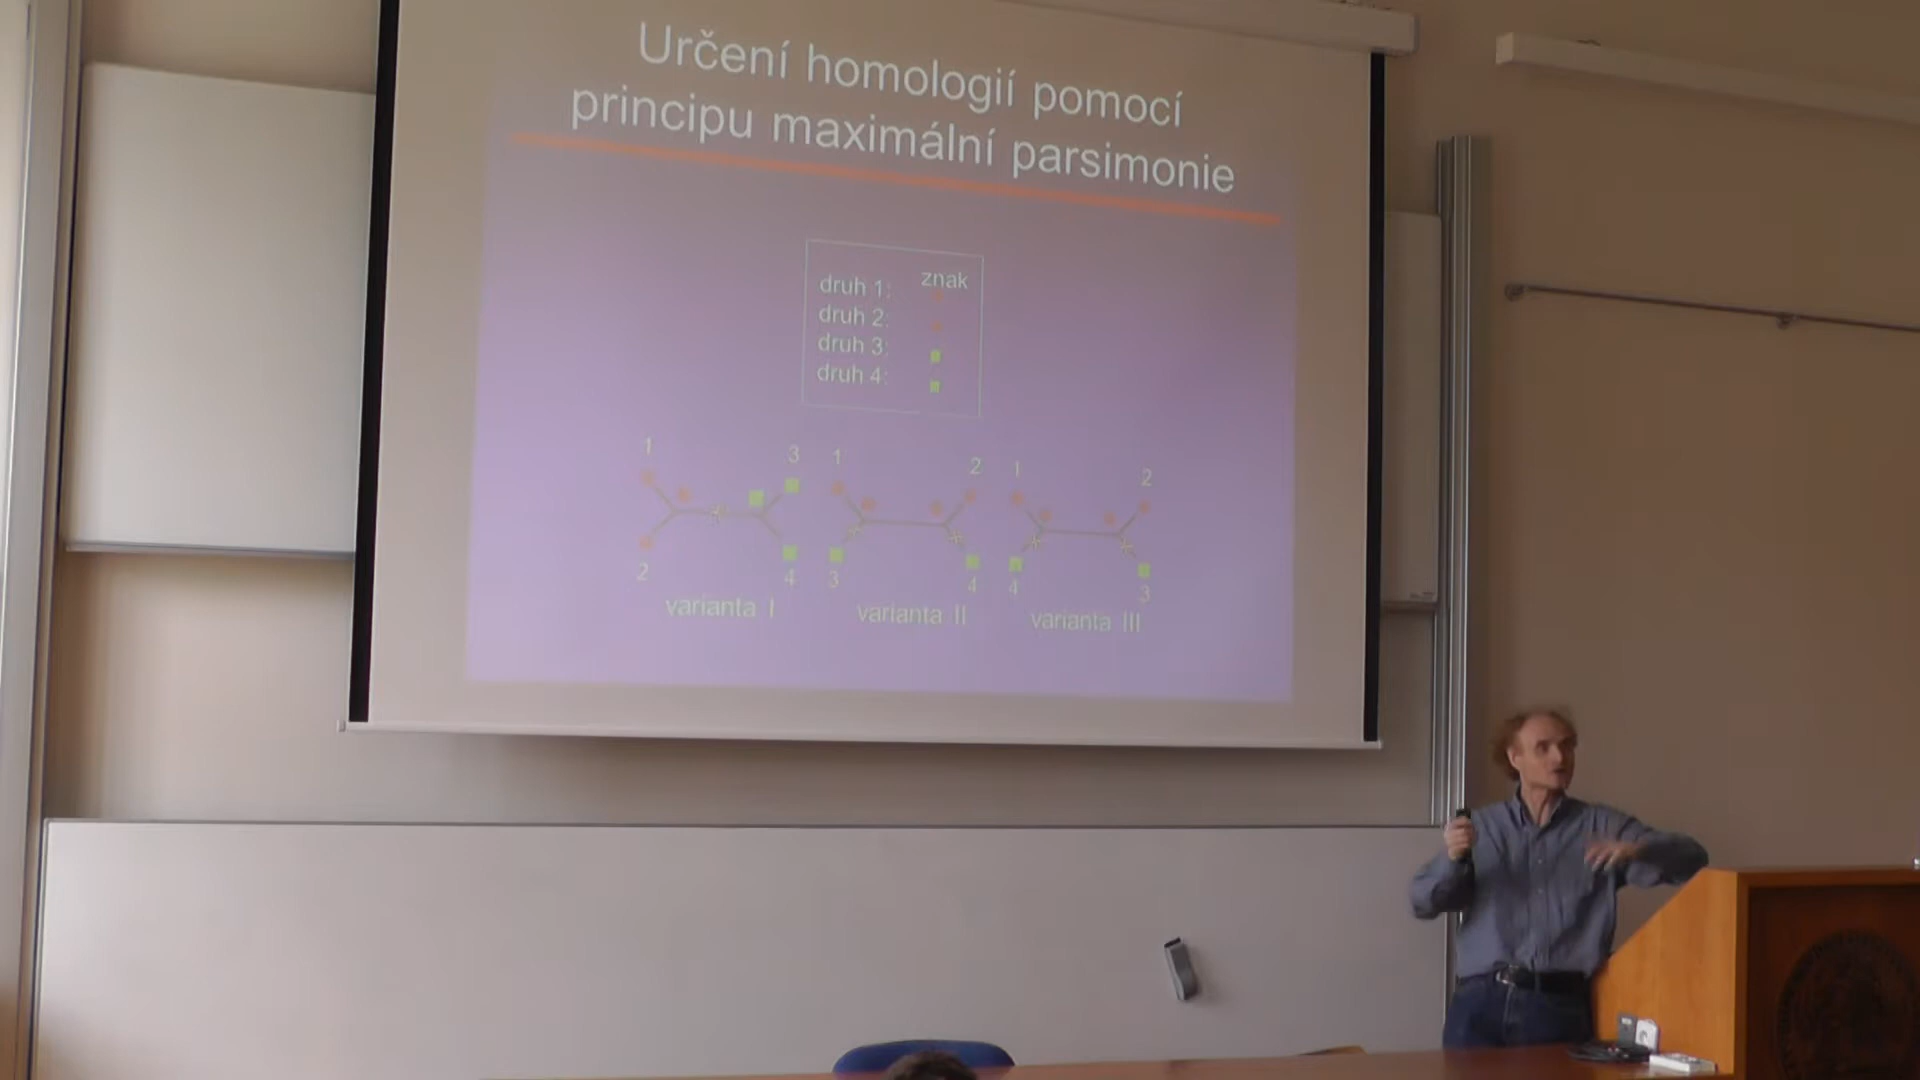 Určení homologií pomocí
principu maximální parsimonie
znak
druh 1:
druh 2:
druh 3:
druh 4:
1 3 1 2 1 2
2 4 3 4 4 3
varianta I varianta II varianta III